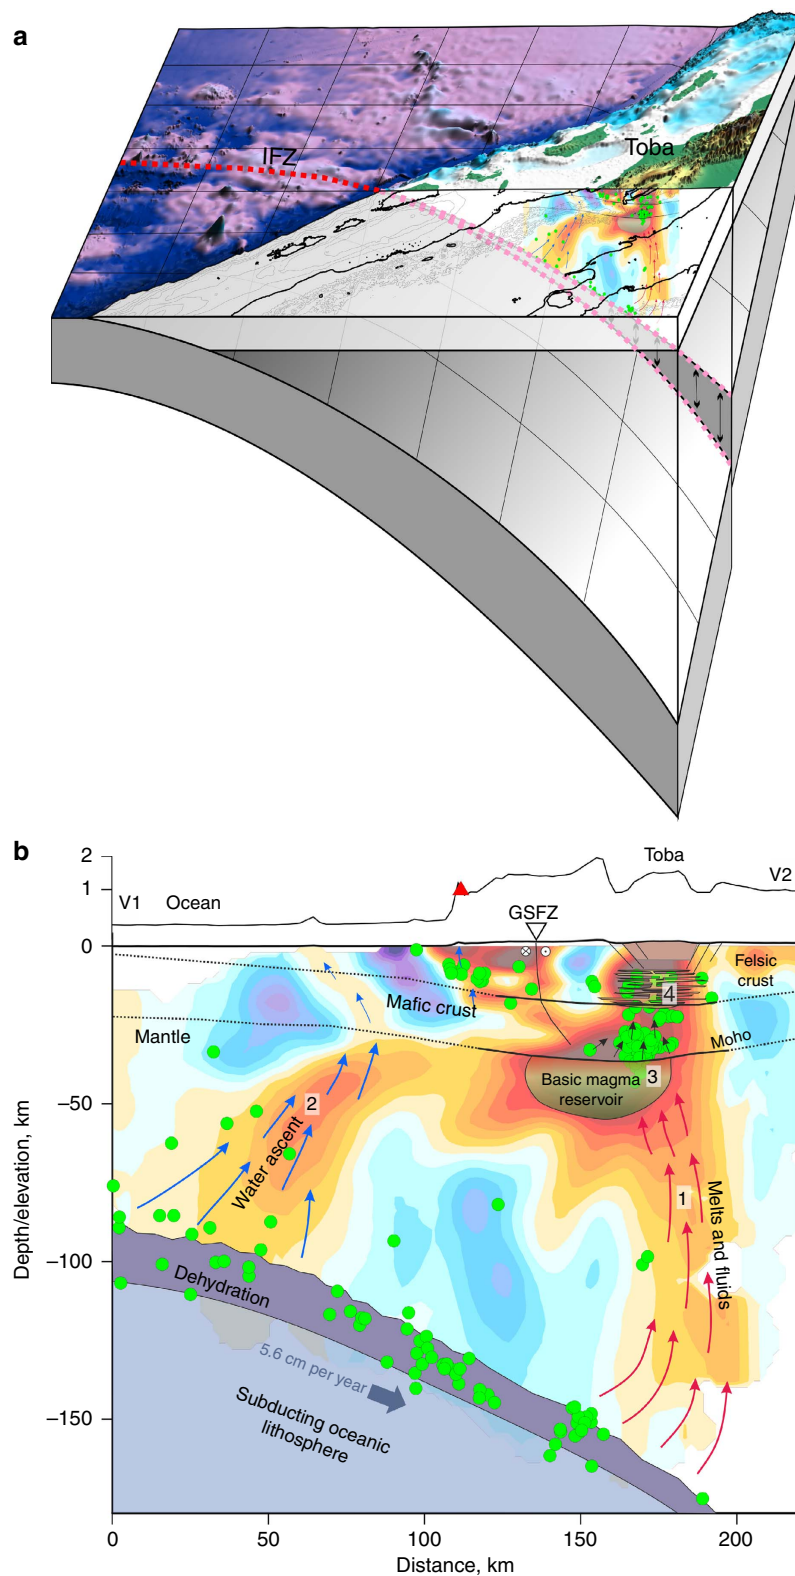 a
IFZ
Toba
b
2
1
Toba
V1 Ocean
V2
GSFZ
0
Felsic
crust
4
Mafic crust
Mantle
Moho
3
Basic magma
reservoir
−50
2
Water ascent
1
Melts and fluids
Depth/elevation, km
−100
Dehydration
5.6 cm per year
−150
Subducting oceanic
lithosphere
0 50 100 150 200
Distance, km